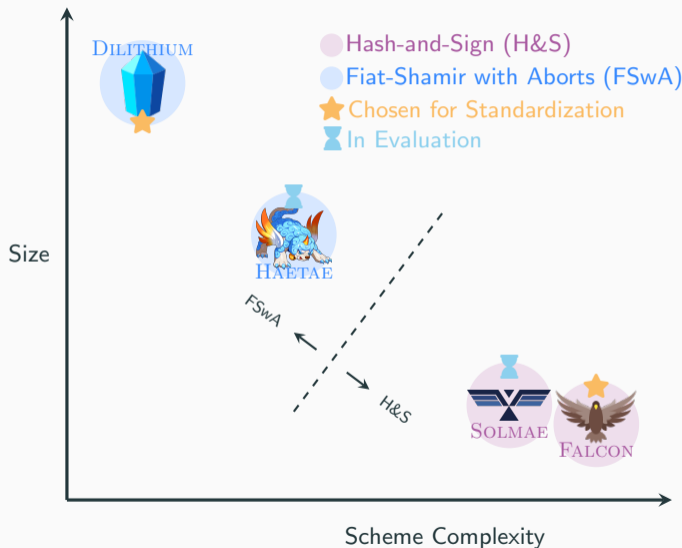 DILITHIUM
Hash-and-Sign (H&S)
Fiat-Shamir with Aborts (FSwA)
Chosen for Standardization
In Evaluation
Size
HAETAE
FSwA
H&S
SOLMAE
FALCON
Scheme Complexity